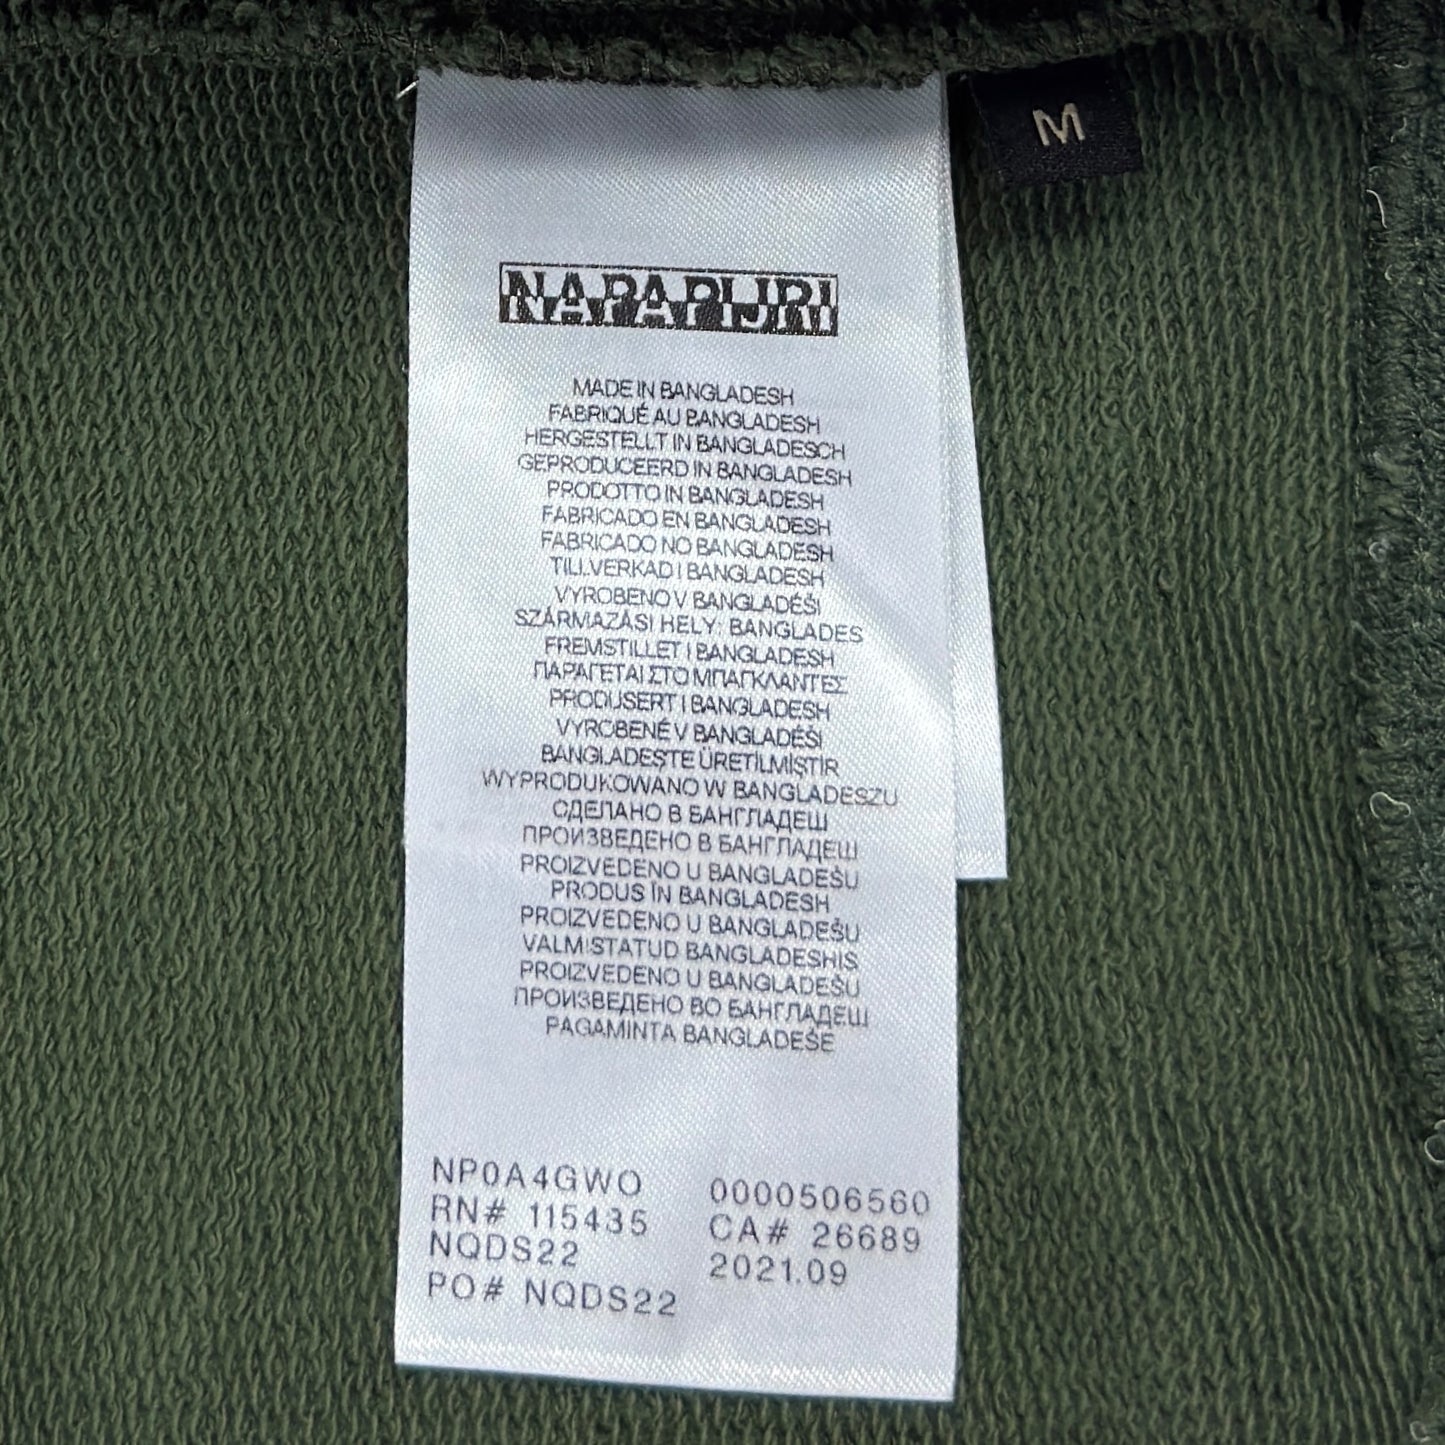 M
NAPAPIJRI
MADE IN BANGLADESH
FABRIQUÉ AU BANGLADESH
HERGESTELLT IN BANGLADESCH
GEPRODUCEERD IN BANGLADESH
PRODOTTO IN BANGLADESH
FABRICADO EN BANGLADESH
FABRICADO NO BANGLADESH
TILLVERKAD I BANGLADESH
VYROBENO V BANGLADÉŠI
SZÁRMAZÁSI HELY: BANGLADES
FREMSTILLET I BANGLADESH
ΠΑΡΑΓΕΤΑΙ ΣΤΟ ΜΠΑΓΚΛΑΝΤΕΣ
PRODUSERT I BANGLADESH
VYROBENÉ V BANGLADÉŠI
BANGLADEŞTE ÜRETİLMİŞTİR
WYPRODUKOWANO W BANGLADESZU
СДЕЛАНО В БАНГЛАДЕШ
ПРОИЗВЕДЕНО В БАНГЛАДЕШ
PROIZVEDENO U BANGLADEŠU
PRODUS ÎN BANGLADESH
PROIZVEDENO U BANGLADEŠU
VALMISTATUD BANGLADESHIS
PROIZVEDENO U BANGLADEŠU
ПРОИЗВЕДЕНО ВО БАНГЛАДЕШ
PAGAMINTA BANGLADEŠE
NP0A4GWO 0000506560
RN# 115435 CA# 26689
NQDS22 2021.09
PO# NQDS22